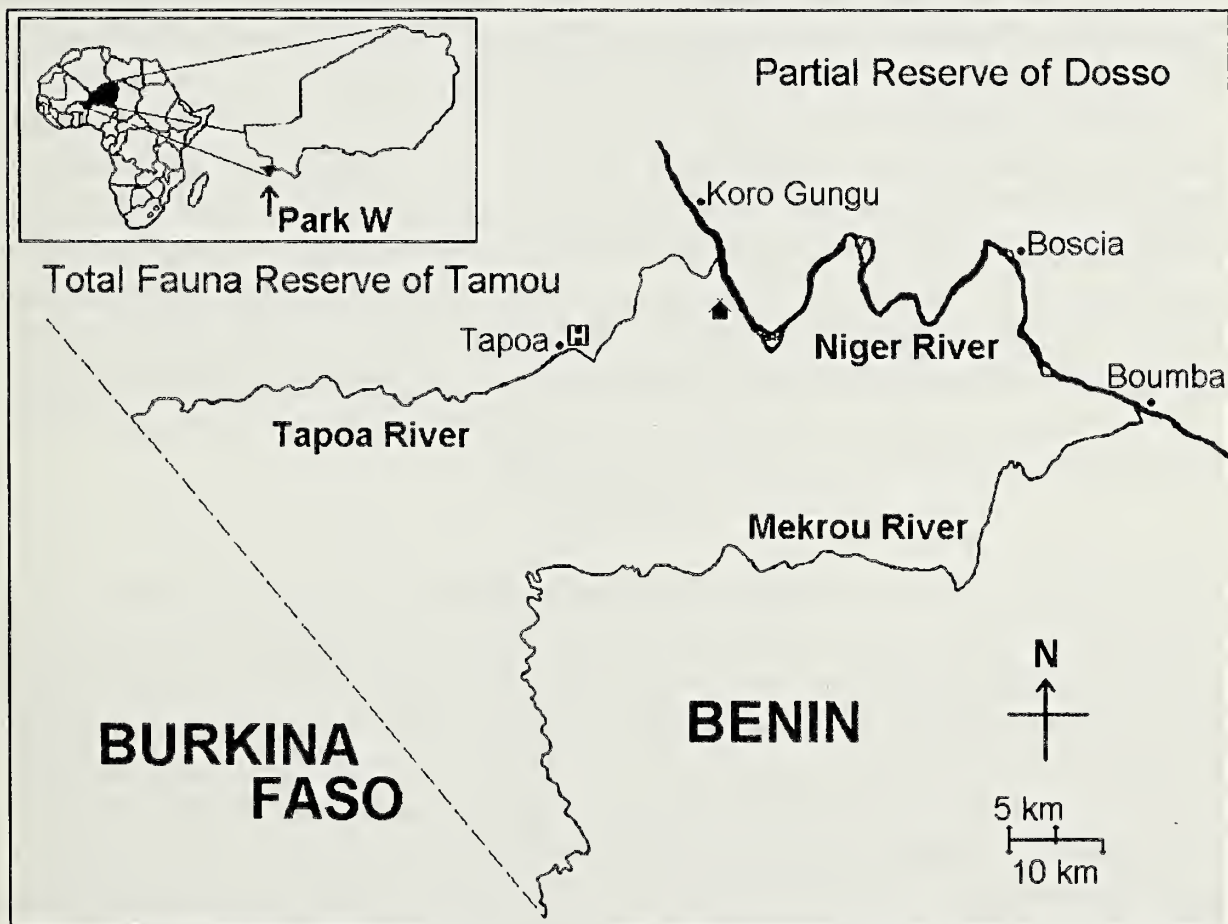 Partial Reserve of Dosso
Park W
Koro Gungu
Boscia
Total Fauna Reserve of Tamou
Tapoa
H
Niger River
Boumba
Tapoa River
Mekrou River
N
BENIN
BURKINA
FASO
5 km
10 km